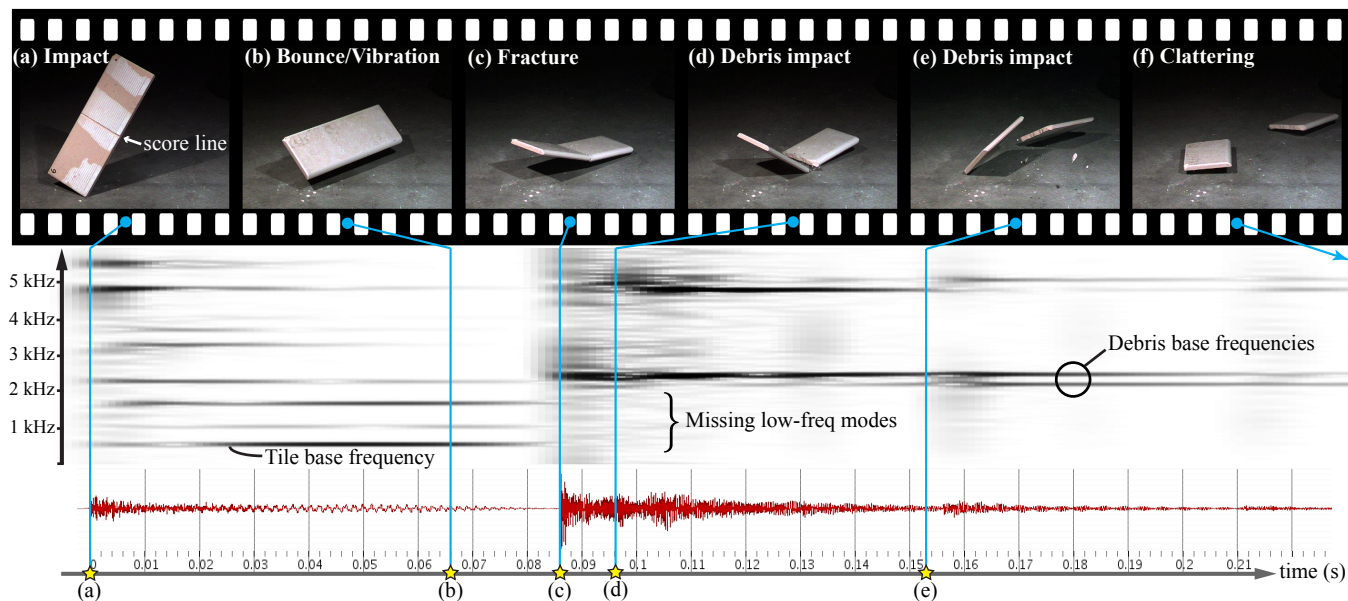 (a) Impact
(b) Bounce/Vibration
(c) Fracture
(d) Debris impact
(e) Debris impact
(f) Clattering
score line
5 kHz
4 kHz
3 kHz
2 kHz
1 kHz
Debris base frequencies
Missing low-freq modes
Tile base frequency
0 0.01 0.02 0.03 0.04 0.05 0.06 0.07 0.08 0.09 0.1 0.11 0.12 0.13 0.14 0.15 0.16 0.17 0.18 0.19 0.2 0.21
time (s)
(a) (b) (c) (d) (e)